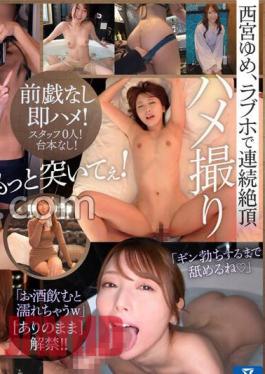 西宮ゆめ、ラブホで連続絶頂
ハメ撮り
前戯なし
即ハメ!
スタッフ0人!
台本なし!
もっと突いてぇ!
「ギン勃ちするまで
舐めるね♡」
「お酒飲むと
濡れちゃうw」
「ありのまま」
解禁!!